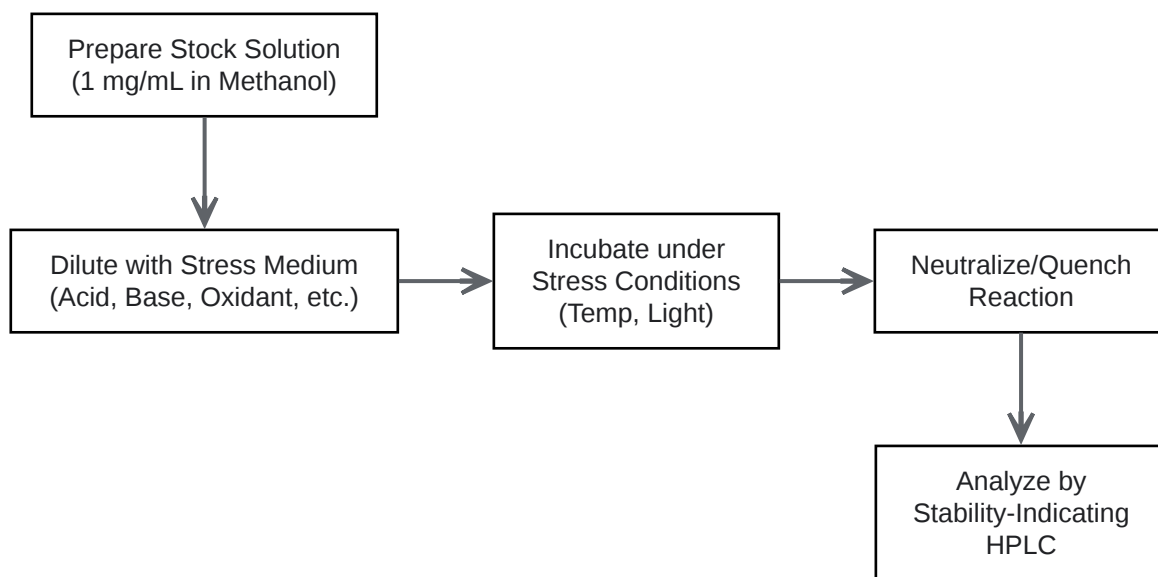 Prepare Stock Solution
(1 mg/mL in Methanol)
Dilute with Stress Medium
(Acid, Base, Oxidant, etc.)
Incubate under
Stress Conditions
(Temp, Light)
Neutralize/Quench
Reaction
Analyze by
Stability-Indicating
HPLC